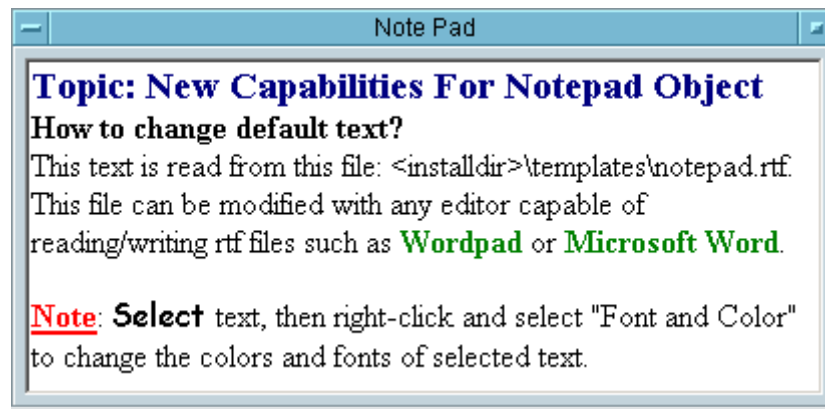 Note Pad
Topic: New Capabilities For Notepad Object
How to change default text?
This text is read from this file: <installdir>\templates\notepad.rtf.
This file can be modified with any editor capable of
reading/writing rtf files such as Wordpad or Microsoft Word.
Note: Select text, then right-click and select "Font and Color"
to change the colors and fonts of selected text.